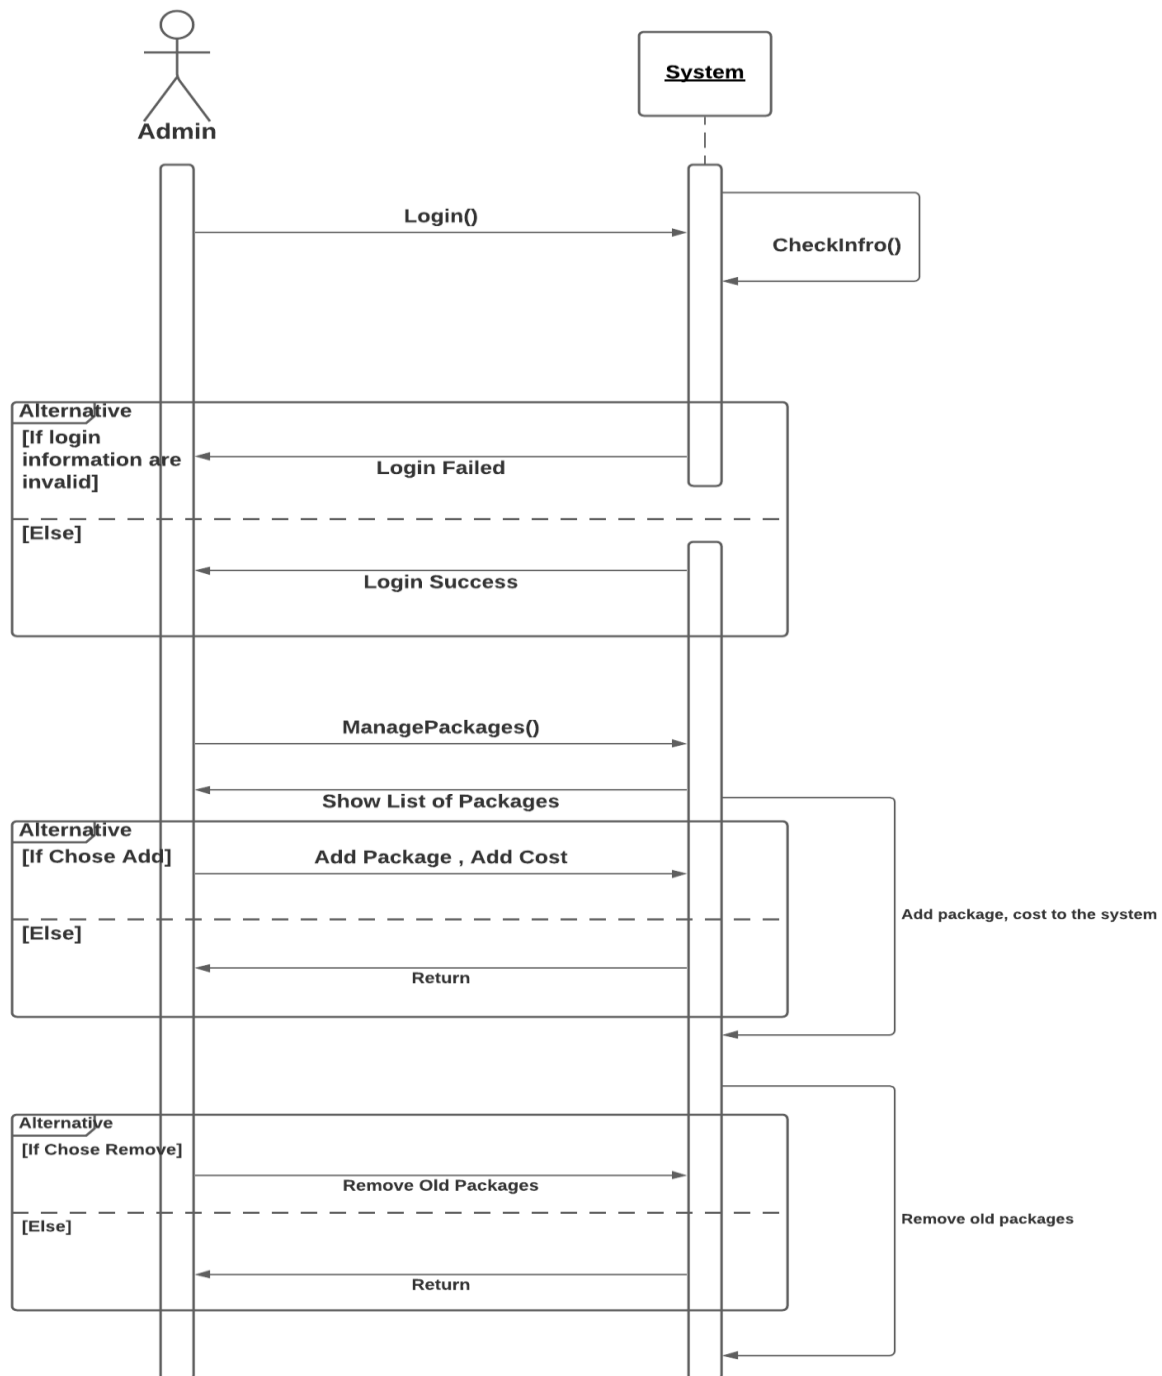 System
Admin
Login()
CheckInfro()
Alternative
[If login
information are
invalid]
Login Failed
[Else]
Login Success
ManagePackages()
Show List of Packages
Alternative
[If Chose Add]
Add Package , Add Cost
Add package, cost to the system
[Else]
Return
Alternative
[If Chose Remove]
Remove Old Packages
Remove old packages
[Else]
Return